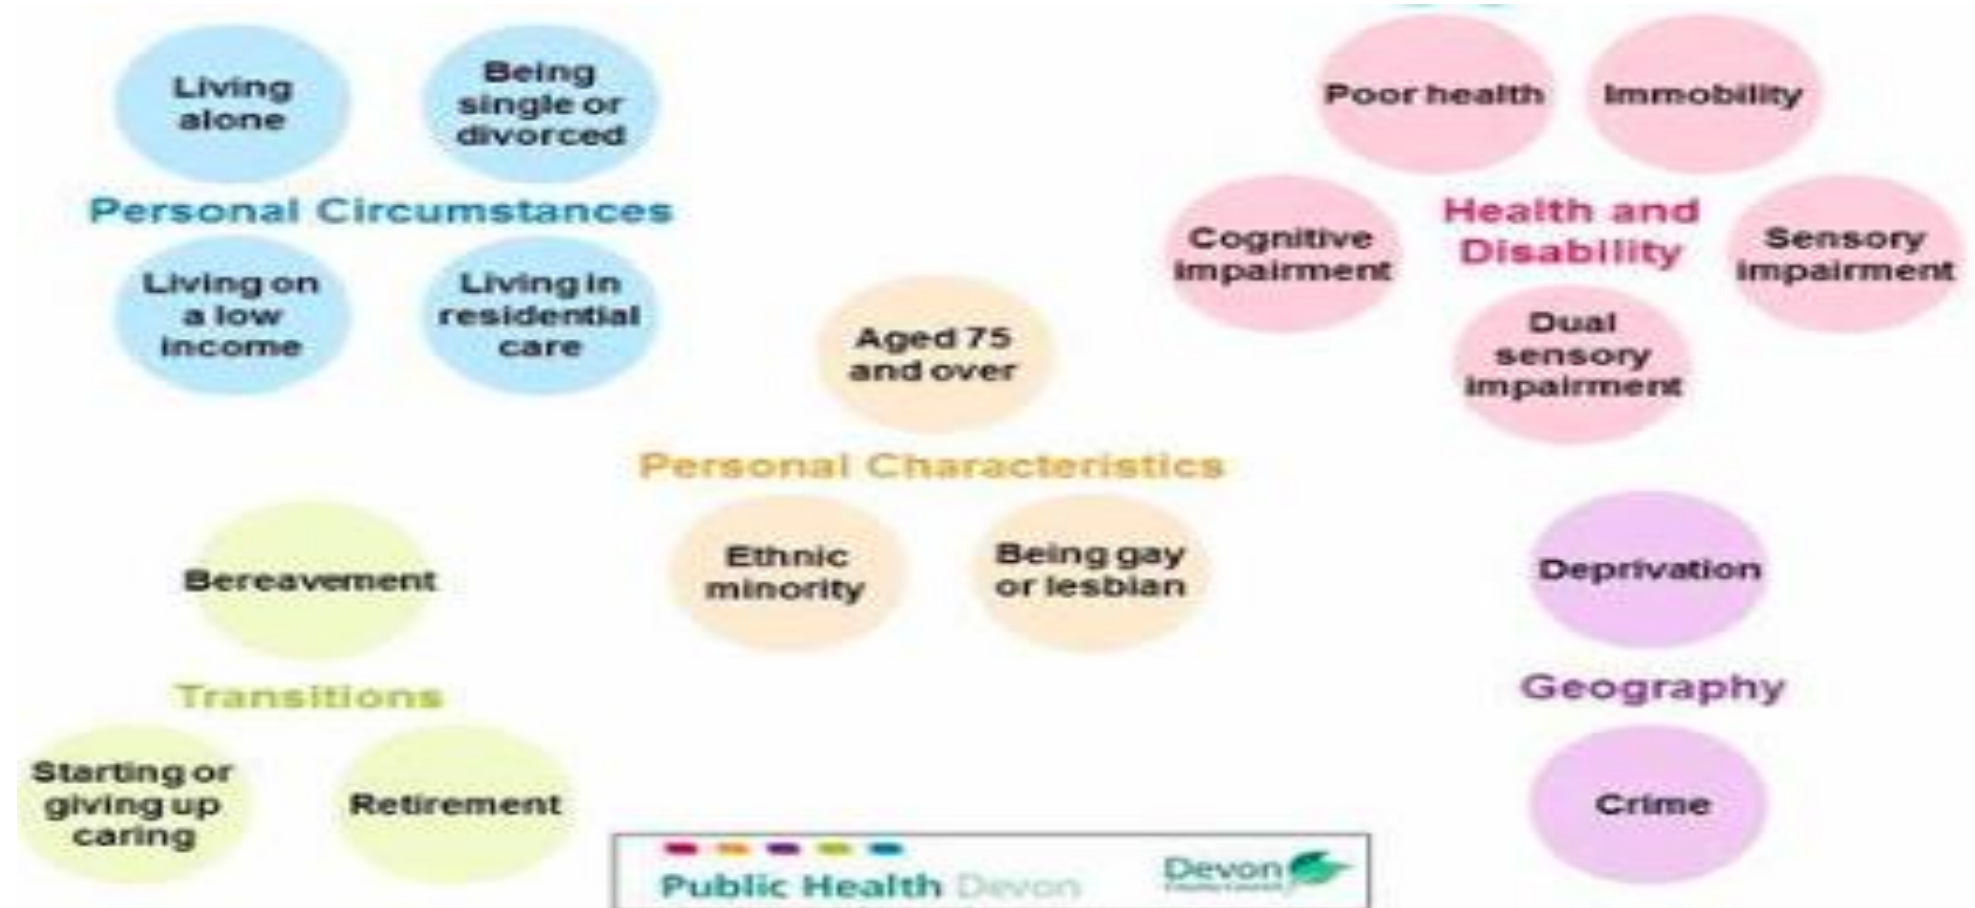 Living
alone
Being
single or
divorced
Personal Circumstances
Living on
a low
income
Living in
residential
care
Poor health
Immobility
Cognitive
impairment
Health and
Disability
Sensory
impairment
Dual
sensory
impairment
Aged 75
and over
Personal Characteristics
Ethnic
minority
Being gay
or lesbian
Bereavement
Transitions
Starting or
giving up
caring
Retirement
Deprivation
Geography
Crime
Public Health Devon
Devon